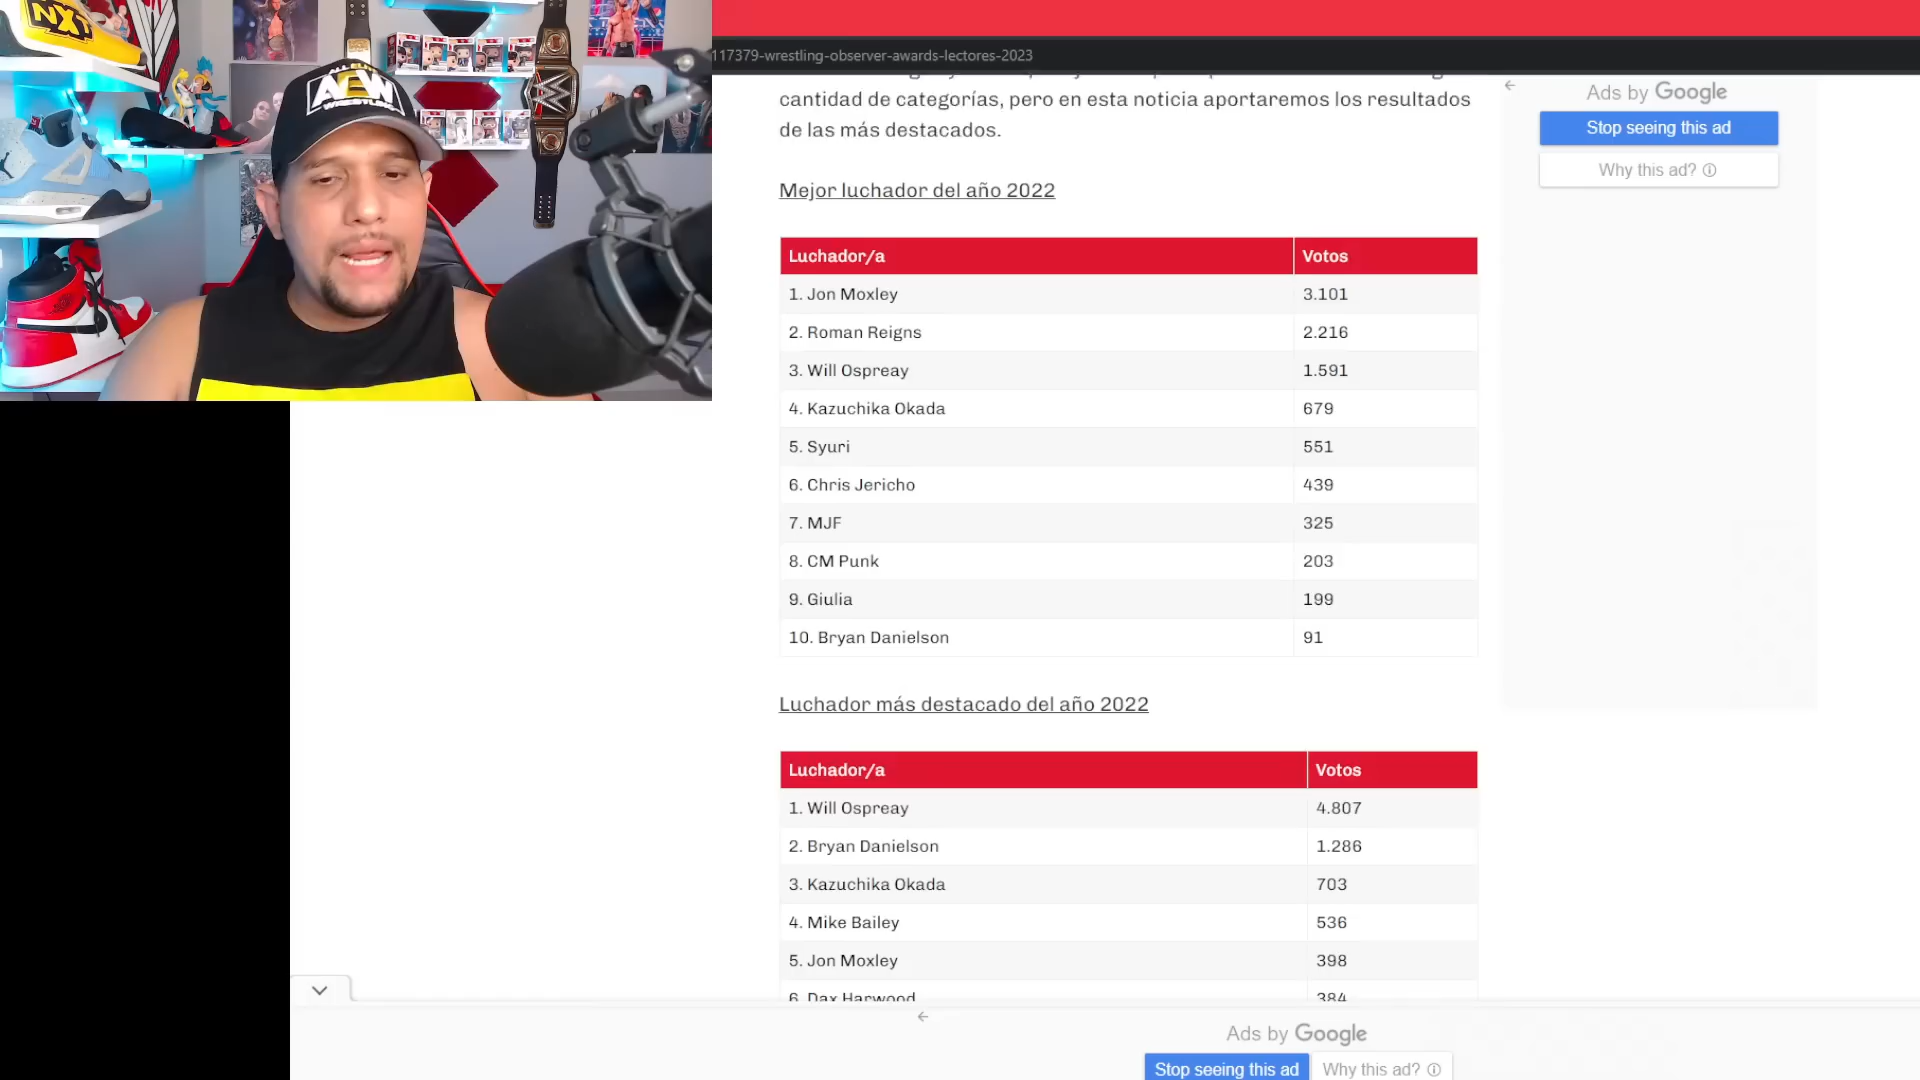 NXT
AEW
WRESTLING
117379-wrestling-observer-awards-lectores-2023
cantidad de categorías, pero en esta noticia aportaremos los resultados
de las más destacados.
Mejor luchador del año 2022
Luchador/a Votos
1. Jon Moxley 3.101
2. Roman Reigns 2.216
3. Will Ospreay 1.591
4. Kazuchika Okada 679
5. Syuri 551
6. Chris Jericho 439
7. MJF 325
8. CM Punk 203
9. Giulia 199
10. Bryan Danielson 91
Luchador más destacado del año 2022
Luchador/a Votos
1. Will Ospreay 4.807
2. Bryan Danielson 1.286
3. Kazuchika Okada 703
4. Mike Bailey 536
5. Jon Moxley 398
6. Dax Harwood 384
Ads by Google
Stop seeing this ad
Why this ad?
Ads by Google
Stop seeing this ad
Why this ad?